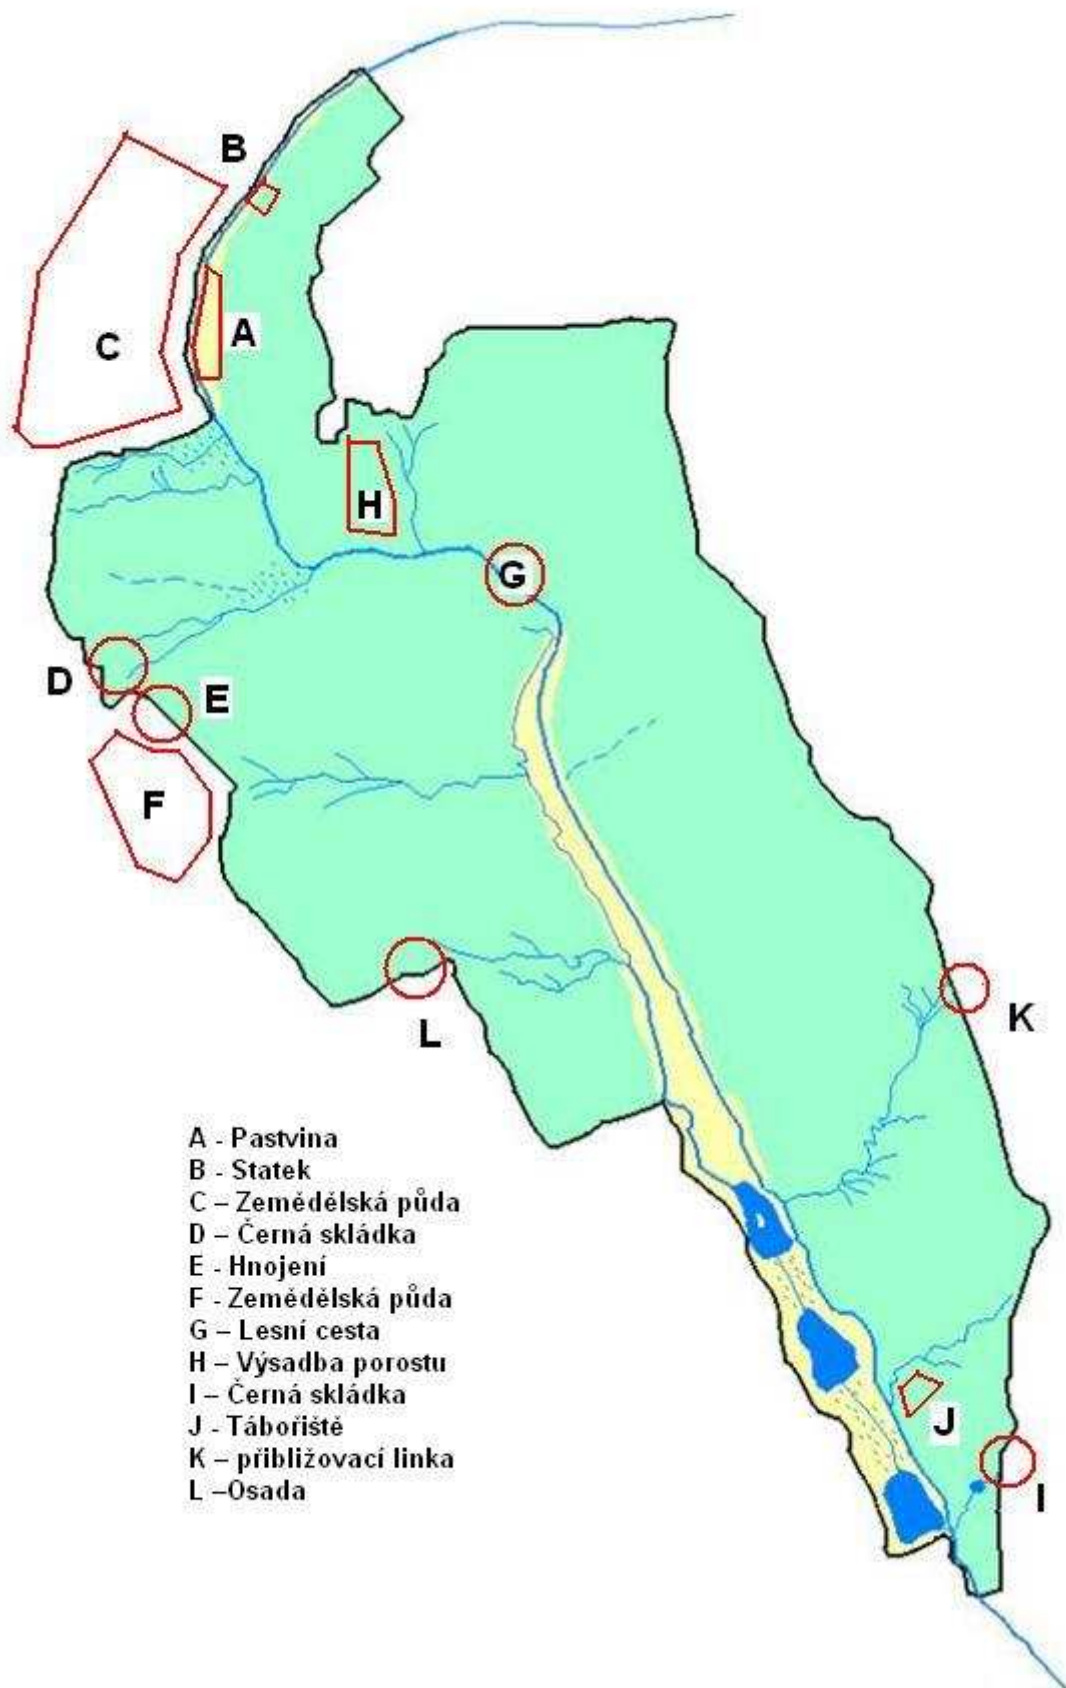 B
C
A
H
G
D
E
F
L
K
J
I
A - Pastvina
B - Statek
C – Zemědělská půda
D – Černá skládka
E - Hnojení
F - Zemědělská půda
G – Lesní cesta
H – Výsadba porostu
I – Černá skládka
J - Tábořiště
K – přibližovací linka
L –Osada